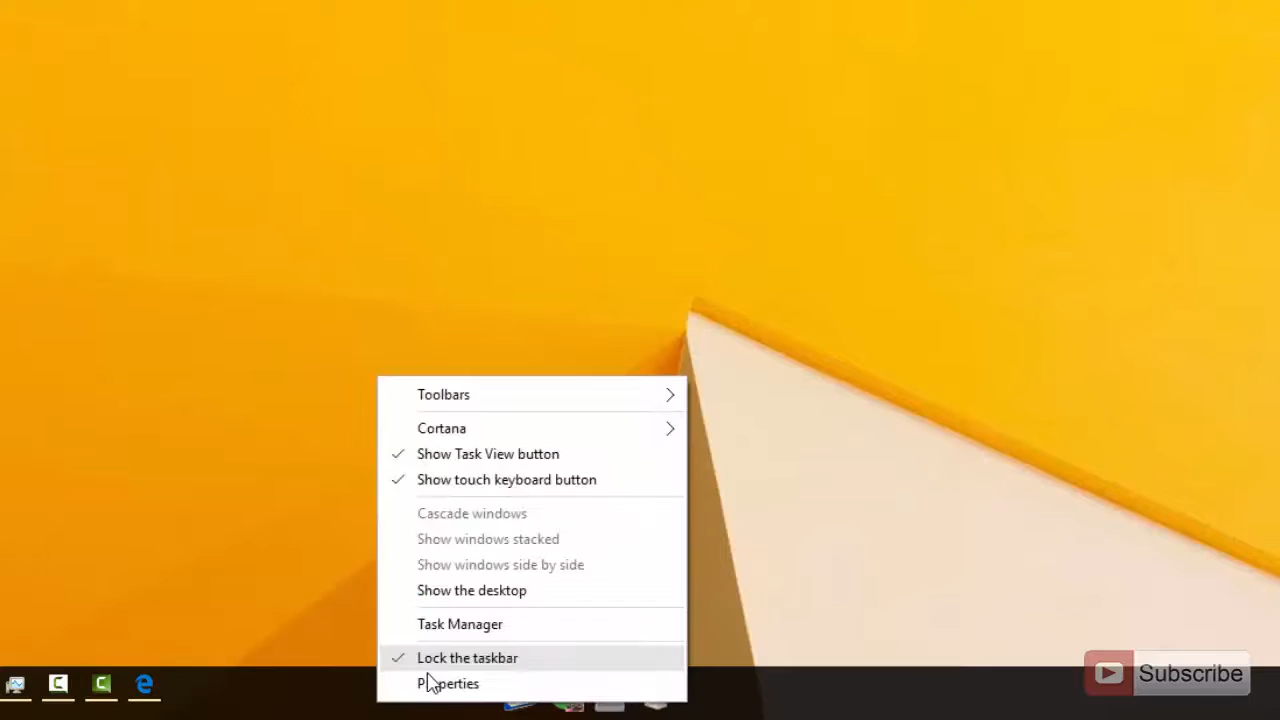 Toolbars
Cortana
Show Task View button
Show touch keyboard button
Cascade windows
Show windows stacked
Show windows side by side
Show the desktop
Task Manager
Lock the taskbar
Properties
Subscribe